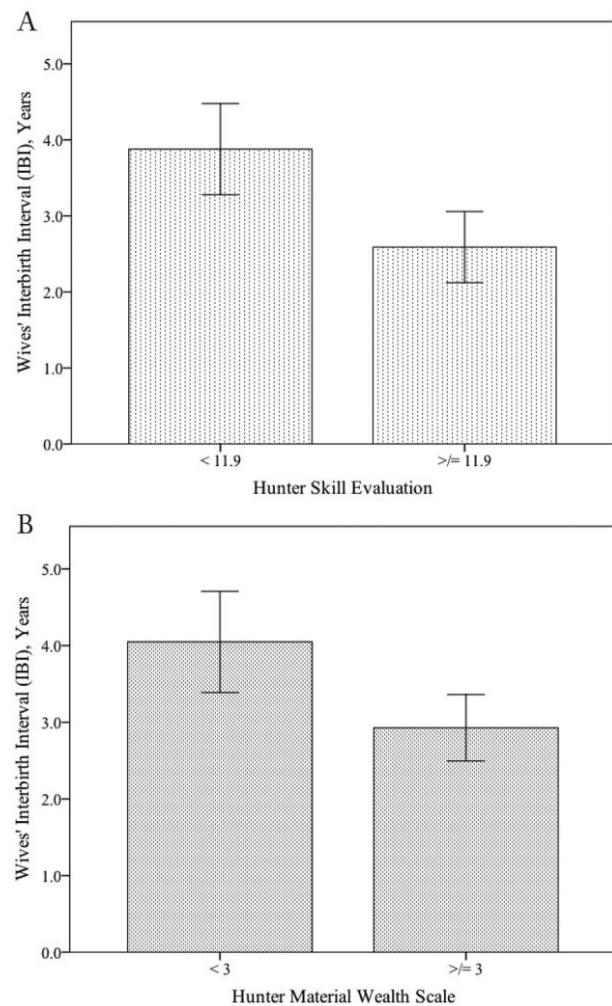 A
Wives' Interbirth Interval (IBI), Years
5.0
4.0
3.0
2.0
1.0
0.0
< 11.9 >/= 11.9
Hunter Skill Evaluation
B
Wives' Interbirth Interval (IBI), Years
5.0
4.0
3.0
2.0
1.0
0.0
< 3 >/= 3
Hunter Material Wealth Scale